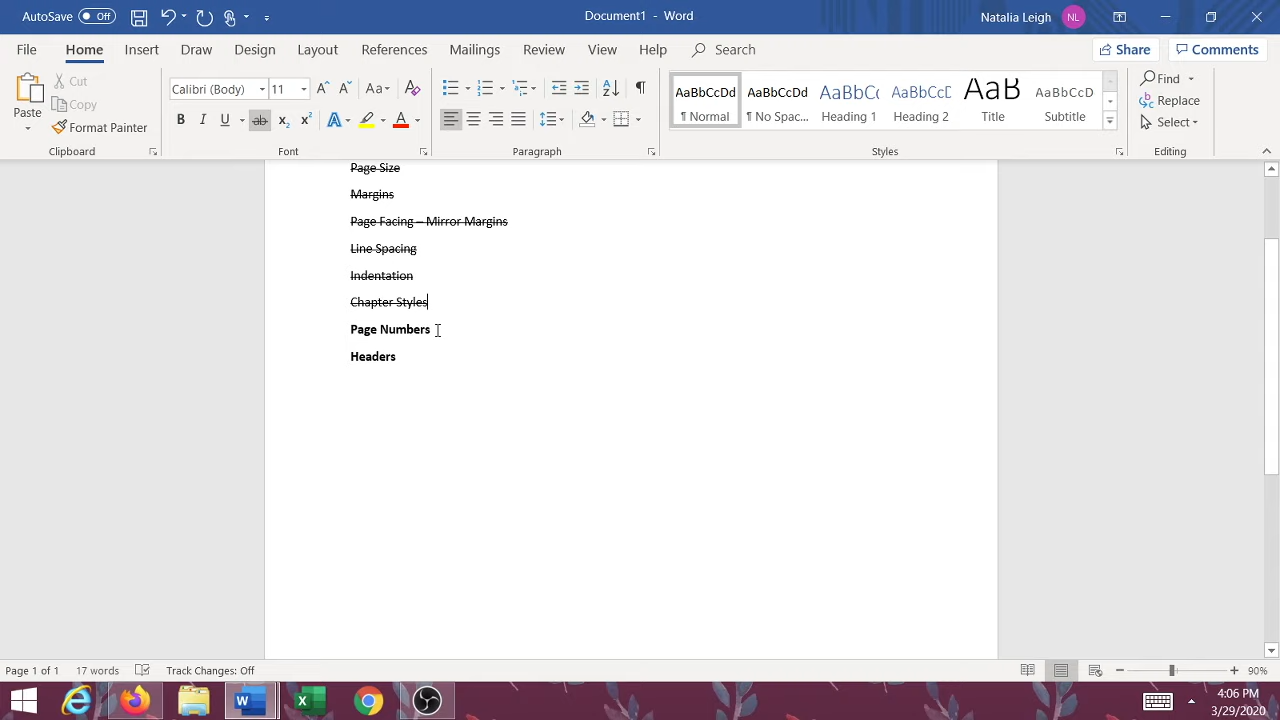 AutoSave Off Document1 - Word Natalia Leigh NL
File Home Insert Draw Design Layout References Mailings Review View Help Search Share Comments
Paste Cut Copy Format Painter Clipboard
Calibri (Body) 11 Aa
B I U ab x₂ x² A A
Font
Paragraph
AaBbCcDd AaBbCcDd AaBbCc AaBbCcD AaB AaBbCcD
¶ Normal ¶ No Spac... Heading 1 Heading 2 Title Subtitle
Styles
Find
Replace
Select
Editing
Page Size
Margins
Page Facing – Mirror Margins
Line Spacing
Indentation
Chapter Styles
Page Numbers
Headers
Page 1 of 1 17 words Track Changes: Off 90%
4:06 PM
3/29/2020